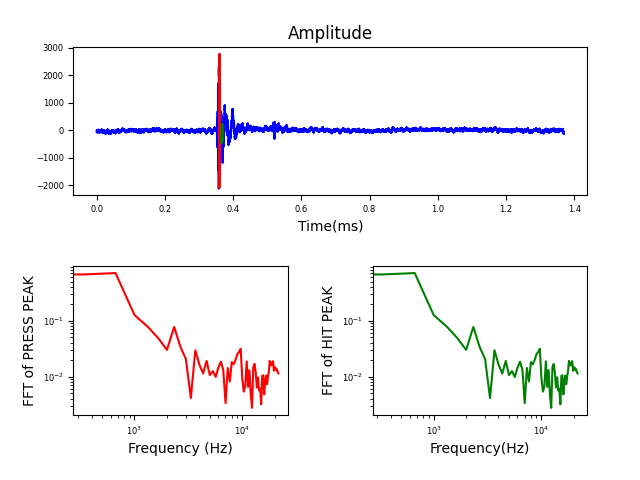 Amplitude
3000
2000
1000
0
−1000
−2000
0.0 0.2 0.4 0.6 0.8 1.0 1.2 1.4
Time(ms)
FFT of PRESS PEAK
10⁻¹
10⁻²
10³ 10⁴
Frequency (Hz)
FFT of HIT PEAK
10⁻¹
10⁻²
10³ 10⁴
Frequency(Hz)